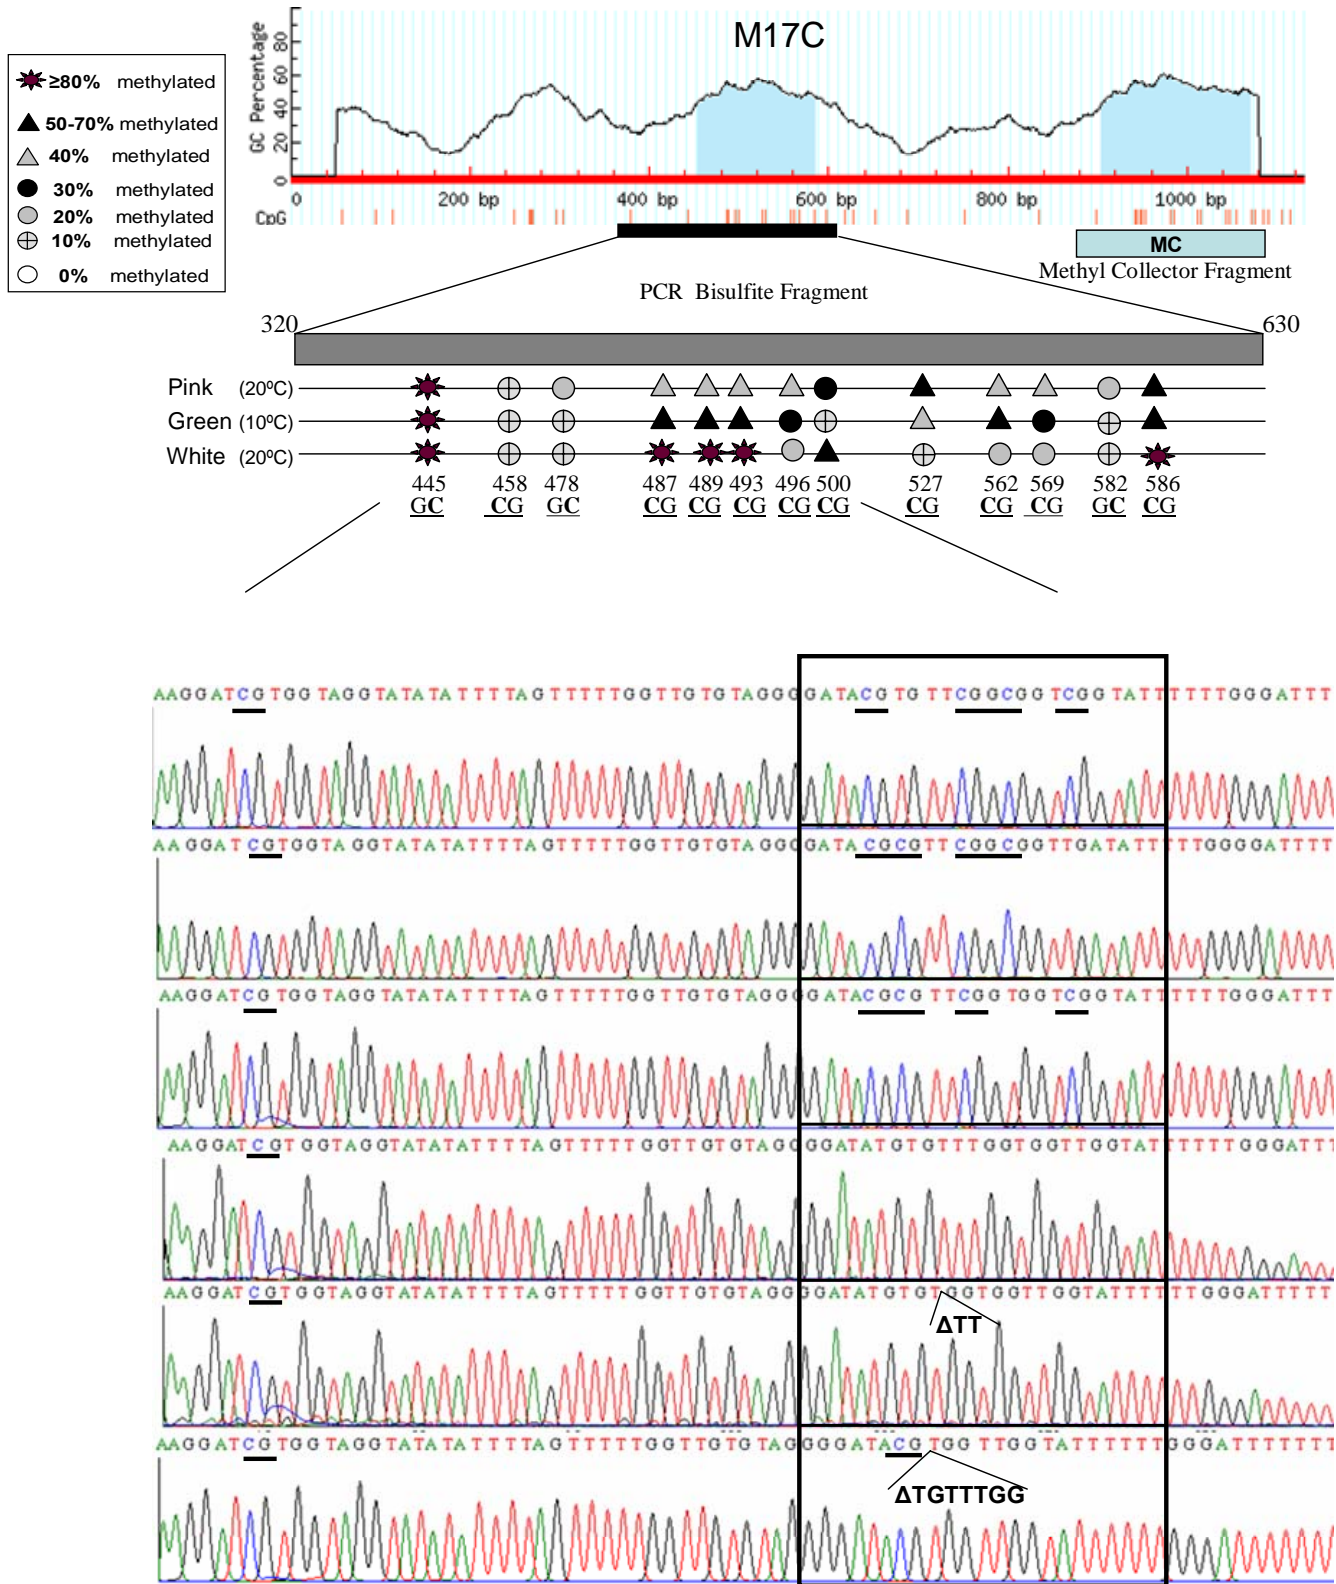 M17C
GC Percentage
80
60
40
20
0
≥80% methylated
50-70% methylated
40% methylated
30% methylated
20% methylated
10% methylated
0% methylated
0 200 bp 400 bp 600 bp 800 bp 1000 bp
CpG
MC
Methyl Collector Fragment
PCR Bisulfite Fragment
320 630
Pink (20ºC)
Green (10ºC)
White (20ºC)
445 458 478 487 489 493 496 500 527 562 569 582 586
GC CG GC CG CG CG CG CG CG CG CG GC CG
AAGGATCGTGGTAGGTATATATTTTAGTTTTTGGTTGTGTAGGGGATACGTGTTCGGCGGTCGGTATTTTTTGGGATTT
AAGGATCGTGGTAGGTATATATTTTAGTTTTTGGTTGTGTAGGGGATACGCGTTCGGCGGTTGATATTTTTGGGGATTTT
AAGGATCGTGGTAGGTATATATTTTAGTTTTTGGTTGTGTAGGGGATACGCGTTCGGTGGTCGGTATTTTTTGGGATTT
AAGGATCGTGGTAGGTATATATTTTAGTTTTTGGTTGTGTAGGGGATATGTGTTTGGTGGTTGGTATTTTTTGGGATTT
AAGGATCGTGGTAGGTATATATTTTAGTTTTTGGTTGTGTAGGGGATATGTGTGGTGGTTGGTATTTTTTGGGATTTTT
ΔTT
AAGGATCGTGGTAGGTATATATTTTAGTTTTTGGTTGTGTAGGGGATACGTGGTTGGTATTTTTTGGGATTTTTTT
ΔTGTTTGG